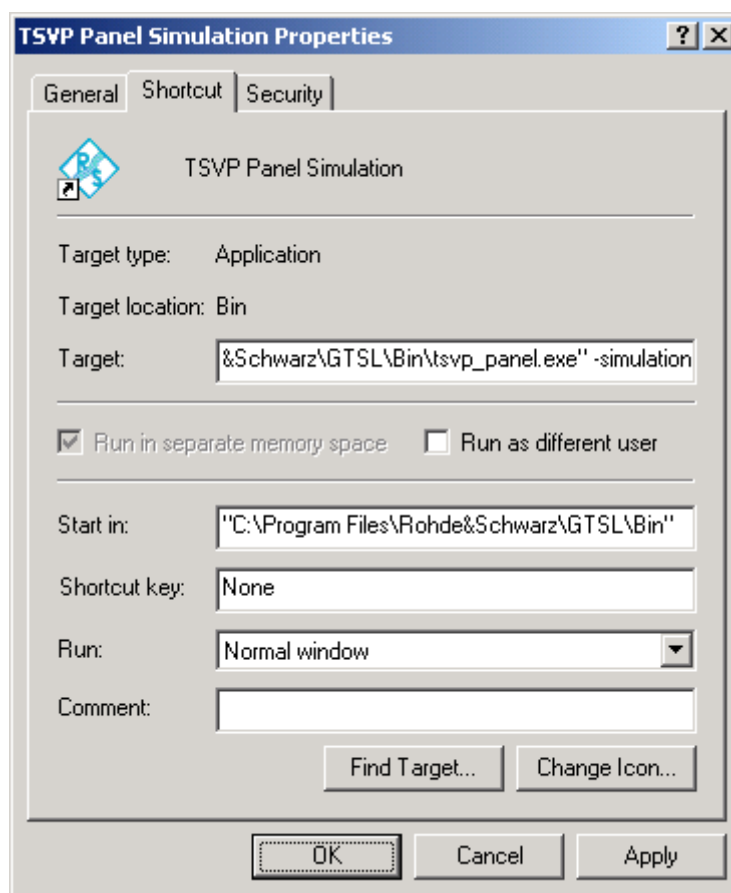 TSVP Panel Simulation Properties
General Shortcut Security
R S
TSVP Panel Simulation
Target type: Application
Target location: Bin
Target: &Schwarz\GTSL\Bin\tsvp_panel.exe" -simulation
Run in separate memory space Run as different user
Start in: "C:\Program Files\Rohde&Schwarz\GTSL\Bin"
Shortcut key: None
Run: Normal window
Comment:
Find Target... Change Icon...
OK Cancel Apply